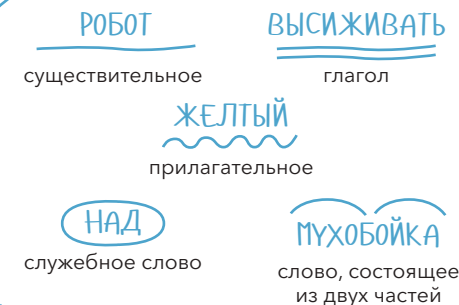 РОБОТ
существительное
ВЫСИЖИВАТЬ
глагол
ЖЕЛТЫЙ
прилагательное
НАД
служебное слово
МУХОБОЙКА
слово, состоящее
из двух частей